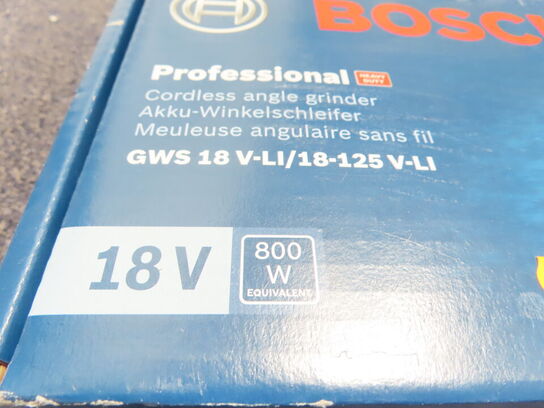 BOSCH
Professional HEAVY DUTY
Cordless angle grinder
Akku-Winkelschleifer
Meuleuse angulaire sans fil
GWS 18 V-LI/18-125 V-LI
18 V
800
W
EQUIVALENT